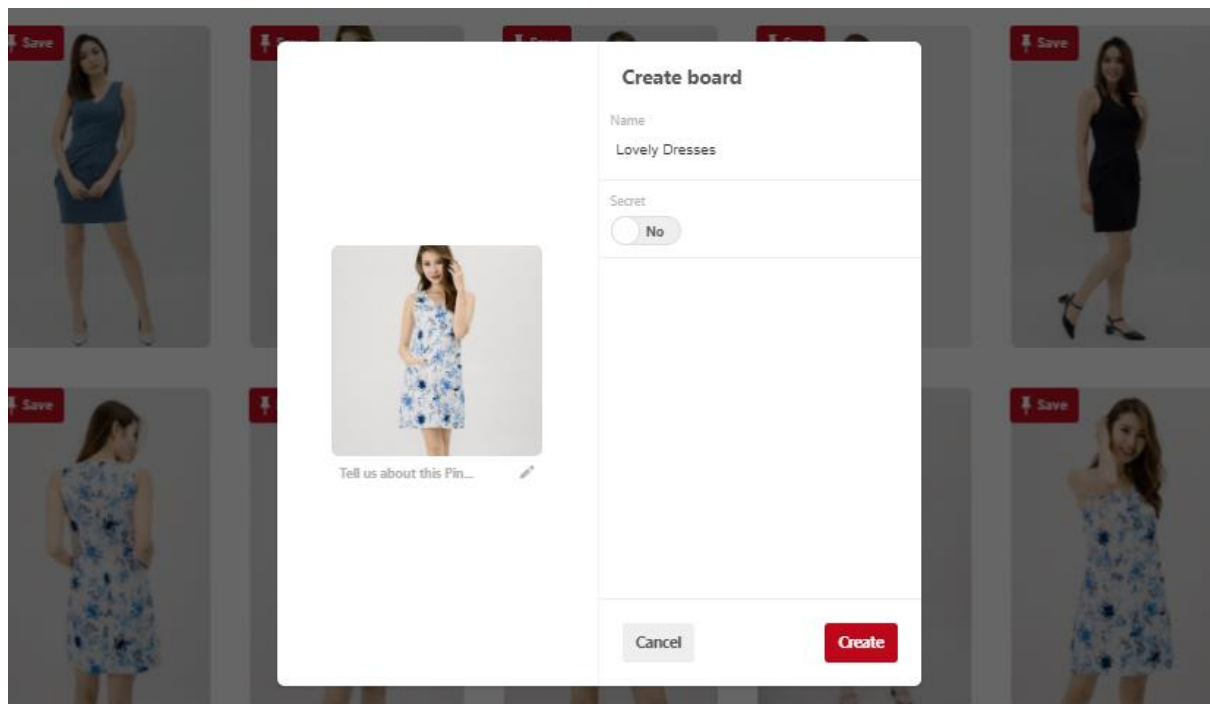 Save
Save
Save
Create board
Name
Lovely Dresses
Secret
No
Tell us about this Pin...
Save
Save
Cancel
Create